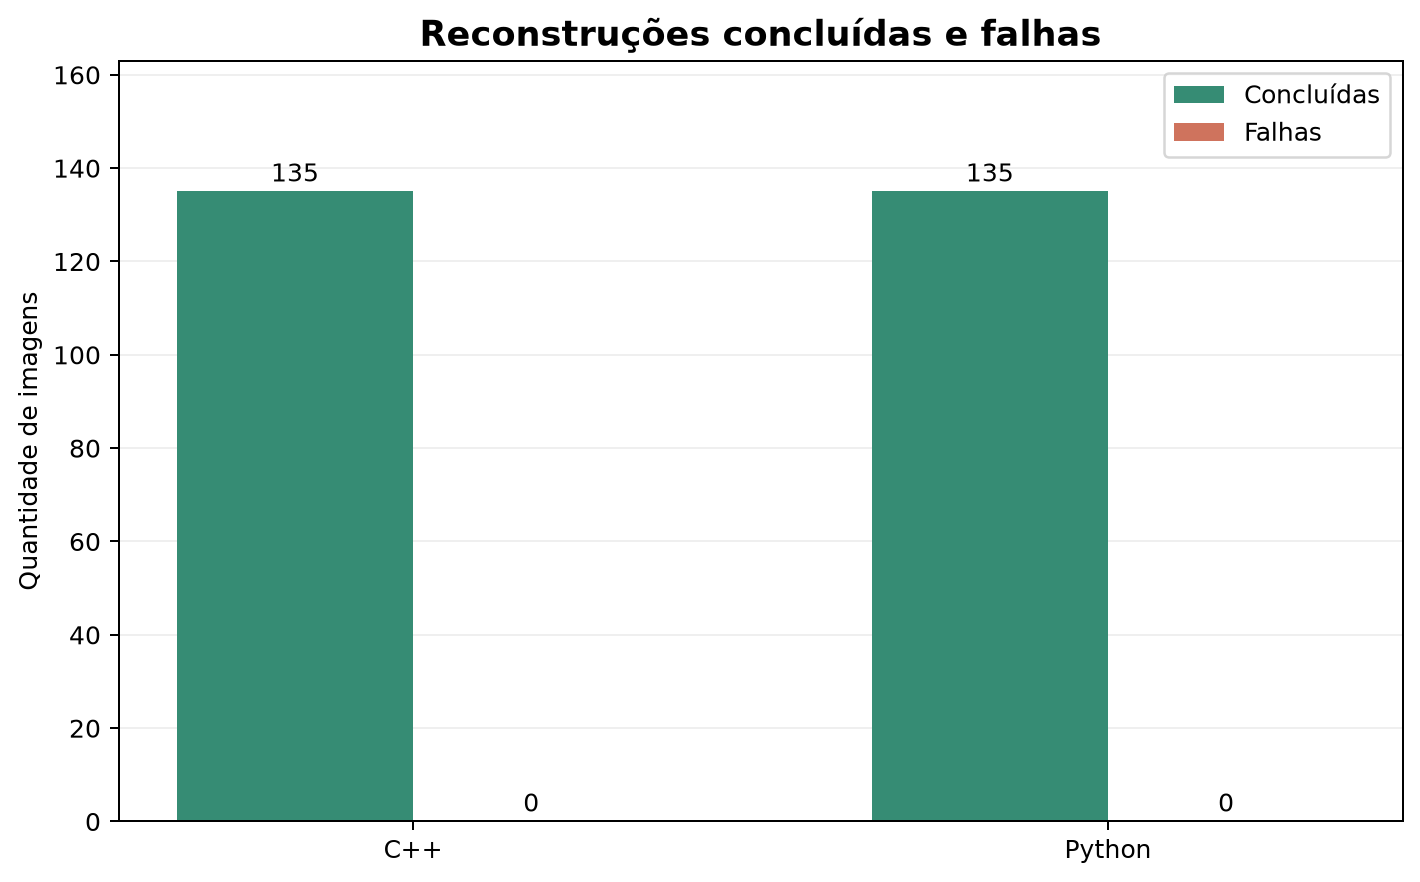 Reconstruções concluídas e falhas
160
140
120
100
80
60
40
20
0
Quantidade de imagens
Concluídas
Falhas
135
0
135
0
C++
Python